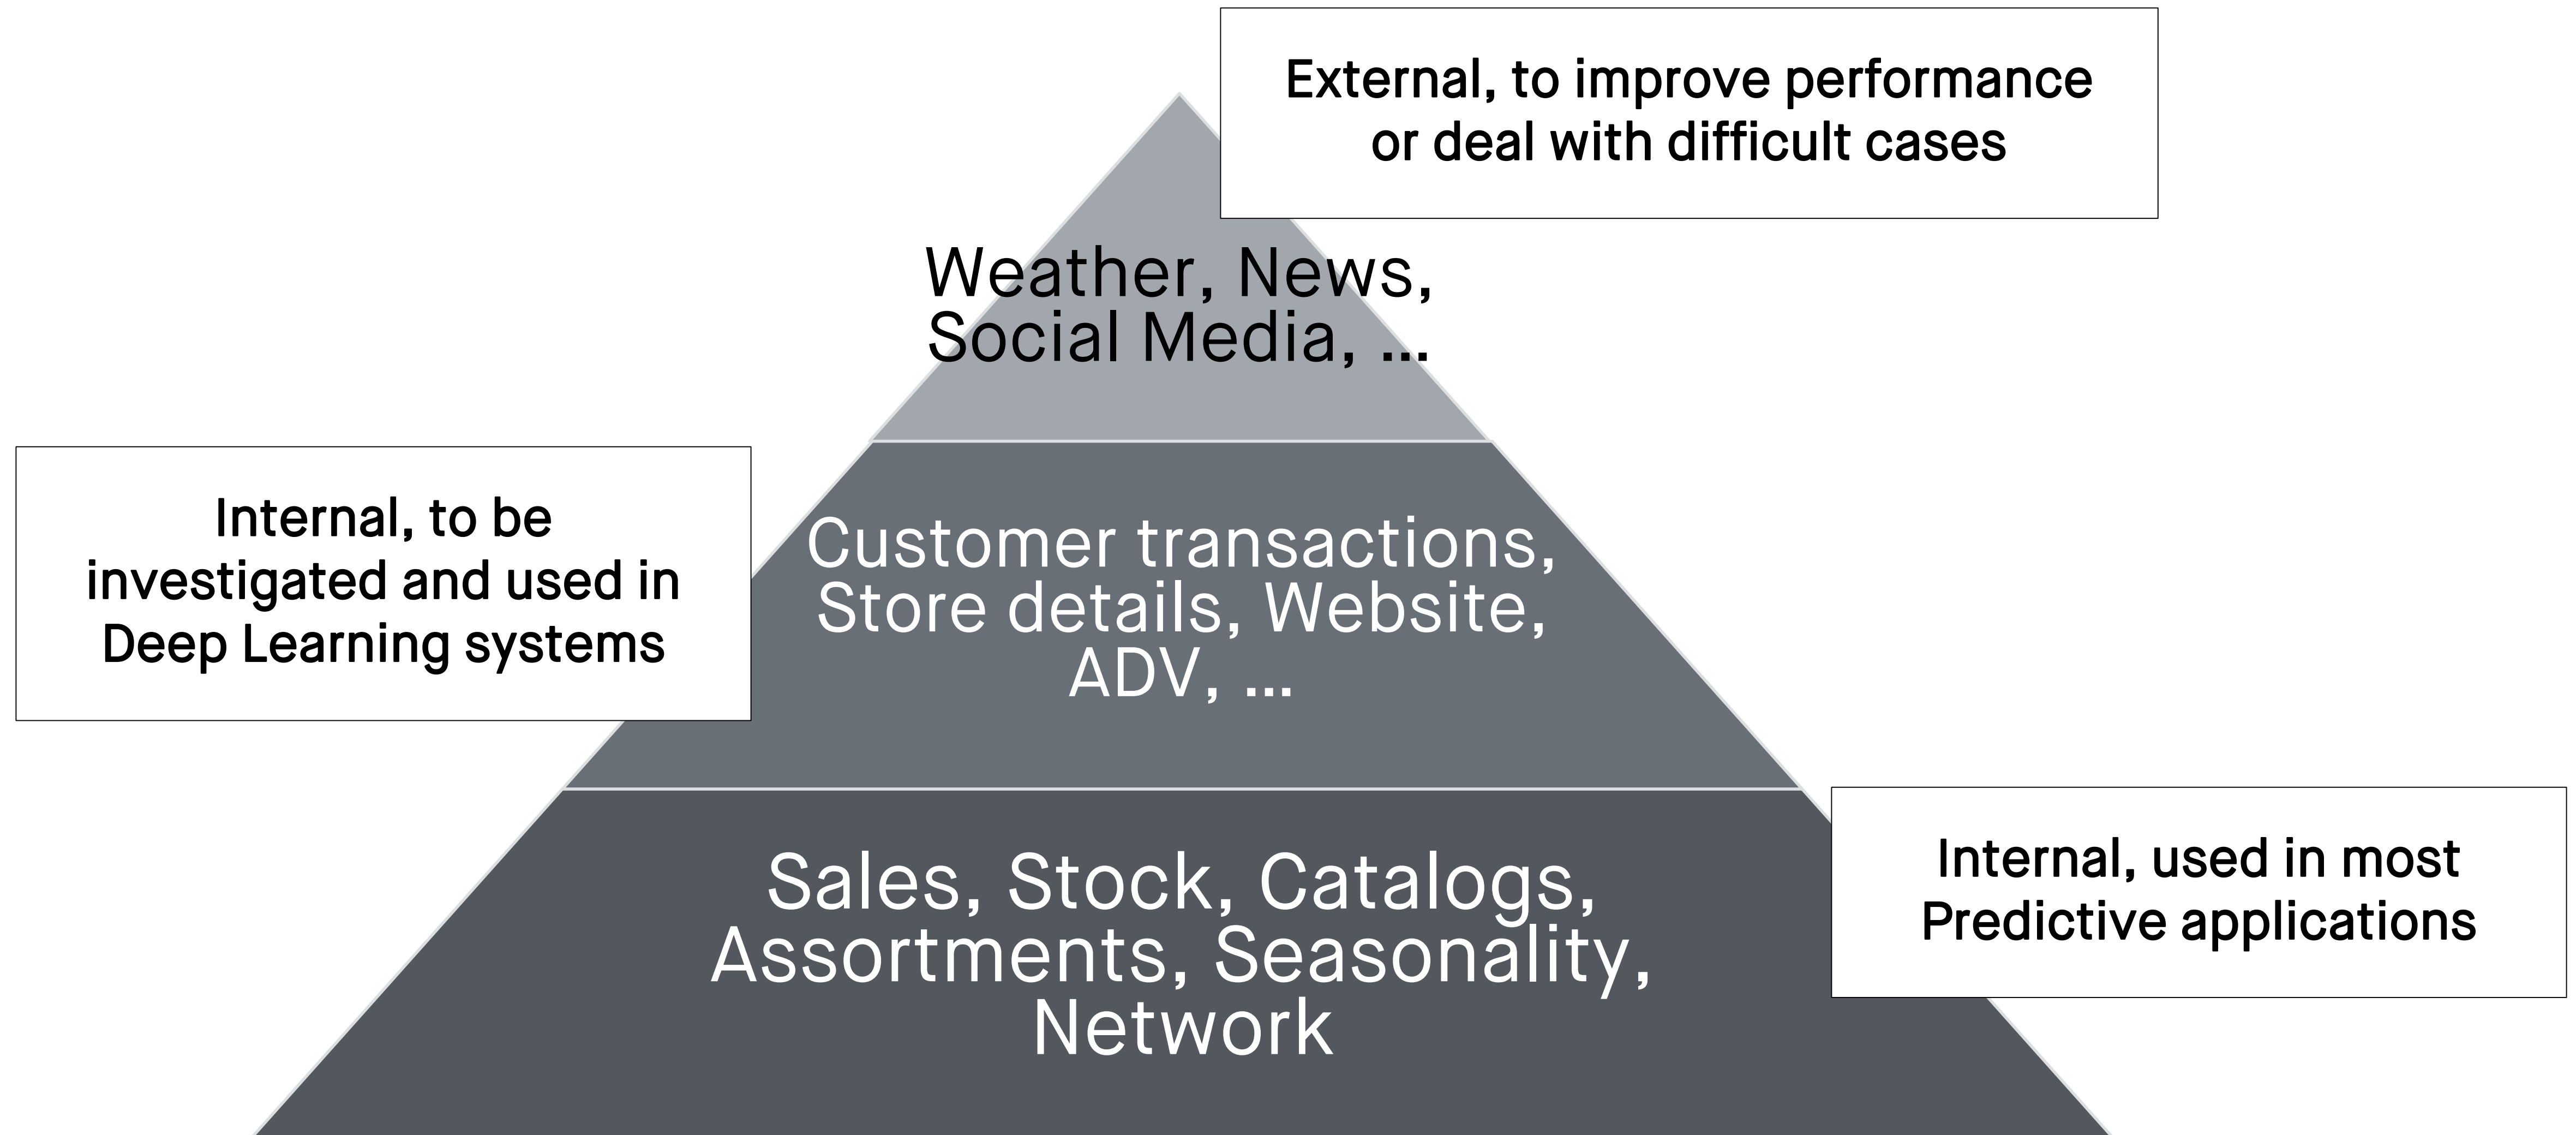 External, to improve performance
or deal with difficult cases
Weather, News,
Social Media, ...
Internal, to be
investigated and used in
Deep Learning systems
Customer transactions,
Store details, Website,
ADV, ...
Sales, Stock, Catalogs,
Assortments, Seasonality,
Network
Internal, used in most
Predictive applications